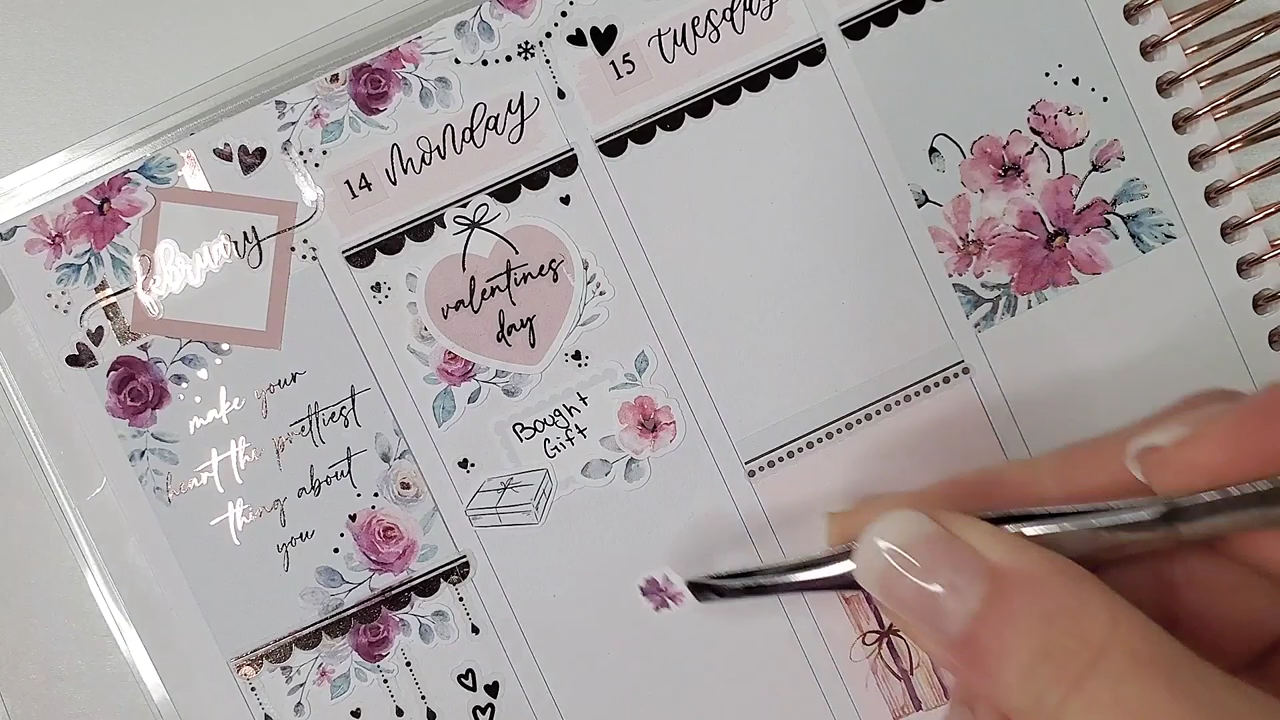 february
make your
heart the prettiest
thing about
you
14 monday
valentines
day
Bought
Gift
15 tuesday